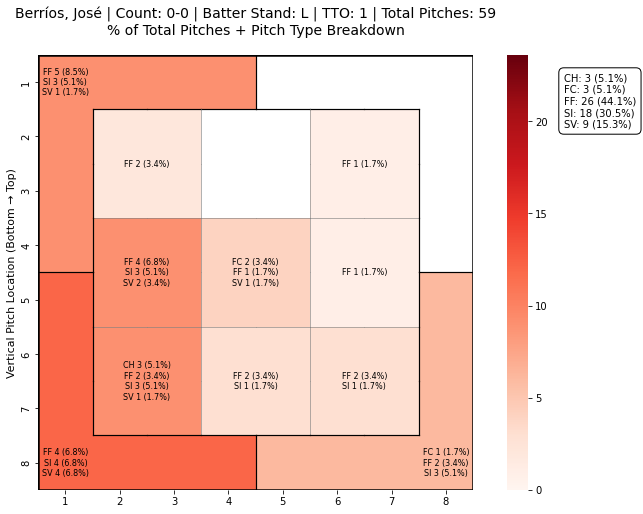 Berríos, José | Count: 0-0 | Batter Stand: L | TTO: 1 | Total Pitches: 59
% of Total Pitches + Pitch Type Breakdown
FF 5 (8.5%)
SI 3 (5.1%)
SV 1 (1.7%)
FF 2 (3.4%)
FF 1 (1.7%)
FF 4 (6.8%)
SI 3 (5.1%)
SV 2 (3.4%)
FC 2 (3.4%)
FF 1 (1.7%)
SV 1 (1.7%)
FF 1 (1.7%)
CH 3 (5.1%)
FF 2 (3.4%)
SI 3 (5.1%)
SV 1 (1.7%)
FF 2 (3.4%)
SI 1 (1.7%)
FF 2 (3.4%)
SI 1 (1.7%)
FF 4 (6.8%)
SI 4 (6.8%)
SV 4 (6.8%)
FC 1 (1.7%)
FF 2 (3.4%)
SI 3 (5.1%)
Vertical Pitch Location (Bottom → Top)
1
2
3
4
5
6
7
8
1 2 3 4 5 6 7 8
20
15
10
5
0
CH: 3 (5.1%)
FC: 3 (5.1%)
FF: 26 (44.1%)
SI: 18 (30.5%)
SV: 9 (15.3%)